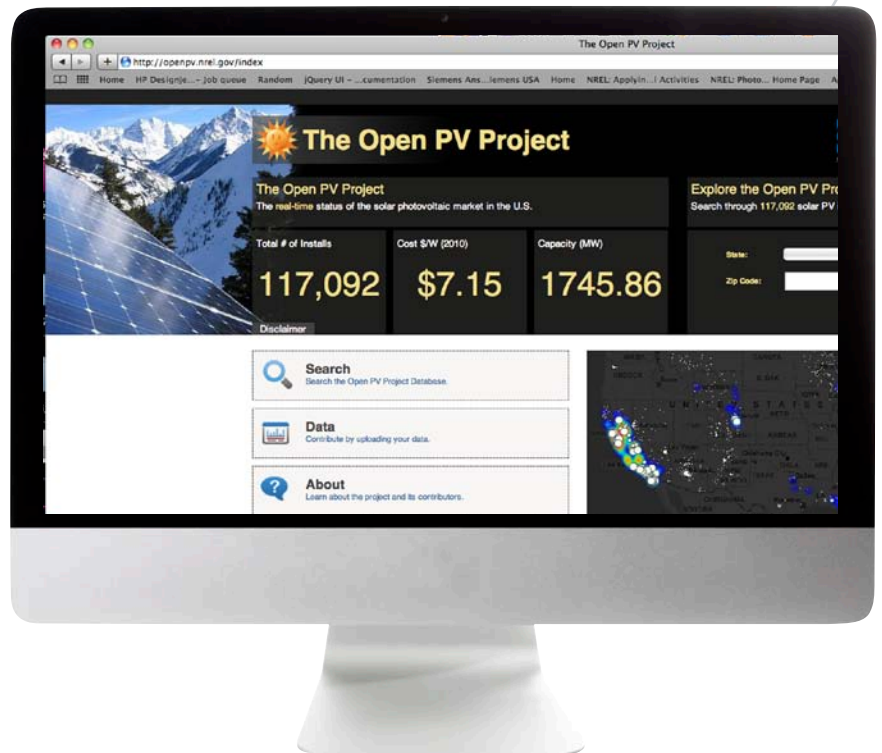 The Open PV Project
http://openpv.nrel.gov/index
Home HP Designje...- job queue Random jQuery UI - ...cumentation Siemens Ans...iemens USA Home NREL: Applyin...l Activities NREL: Photo... Home Page
The Open PV Project
The Open PV Project
The real-time status of the solar photovoltaic market in the U.S.
Explore the Open PV Pro
Search through 117,092 solar PV
Total # of Installs
Cost $/W (2010)
Capacity (MW)
117,092
$7.15
1745.86
State:
Zip Code:
Disclaimer
Search
Search the Open PV Project Database.
Data
Contribute by uploading your data.
About
Learn about the project and its contributors.
UNITED STATES